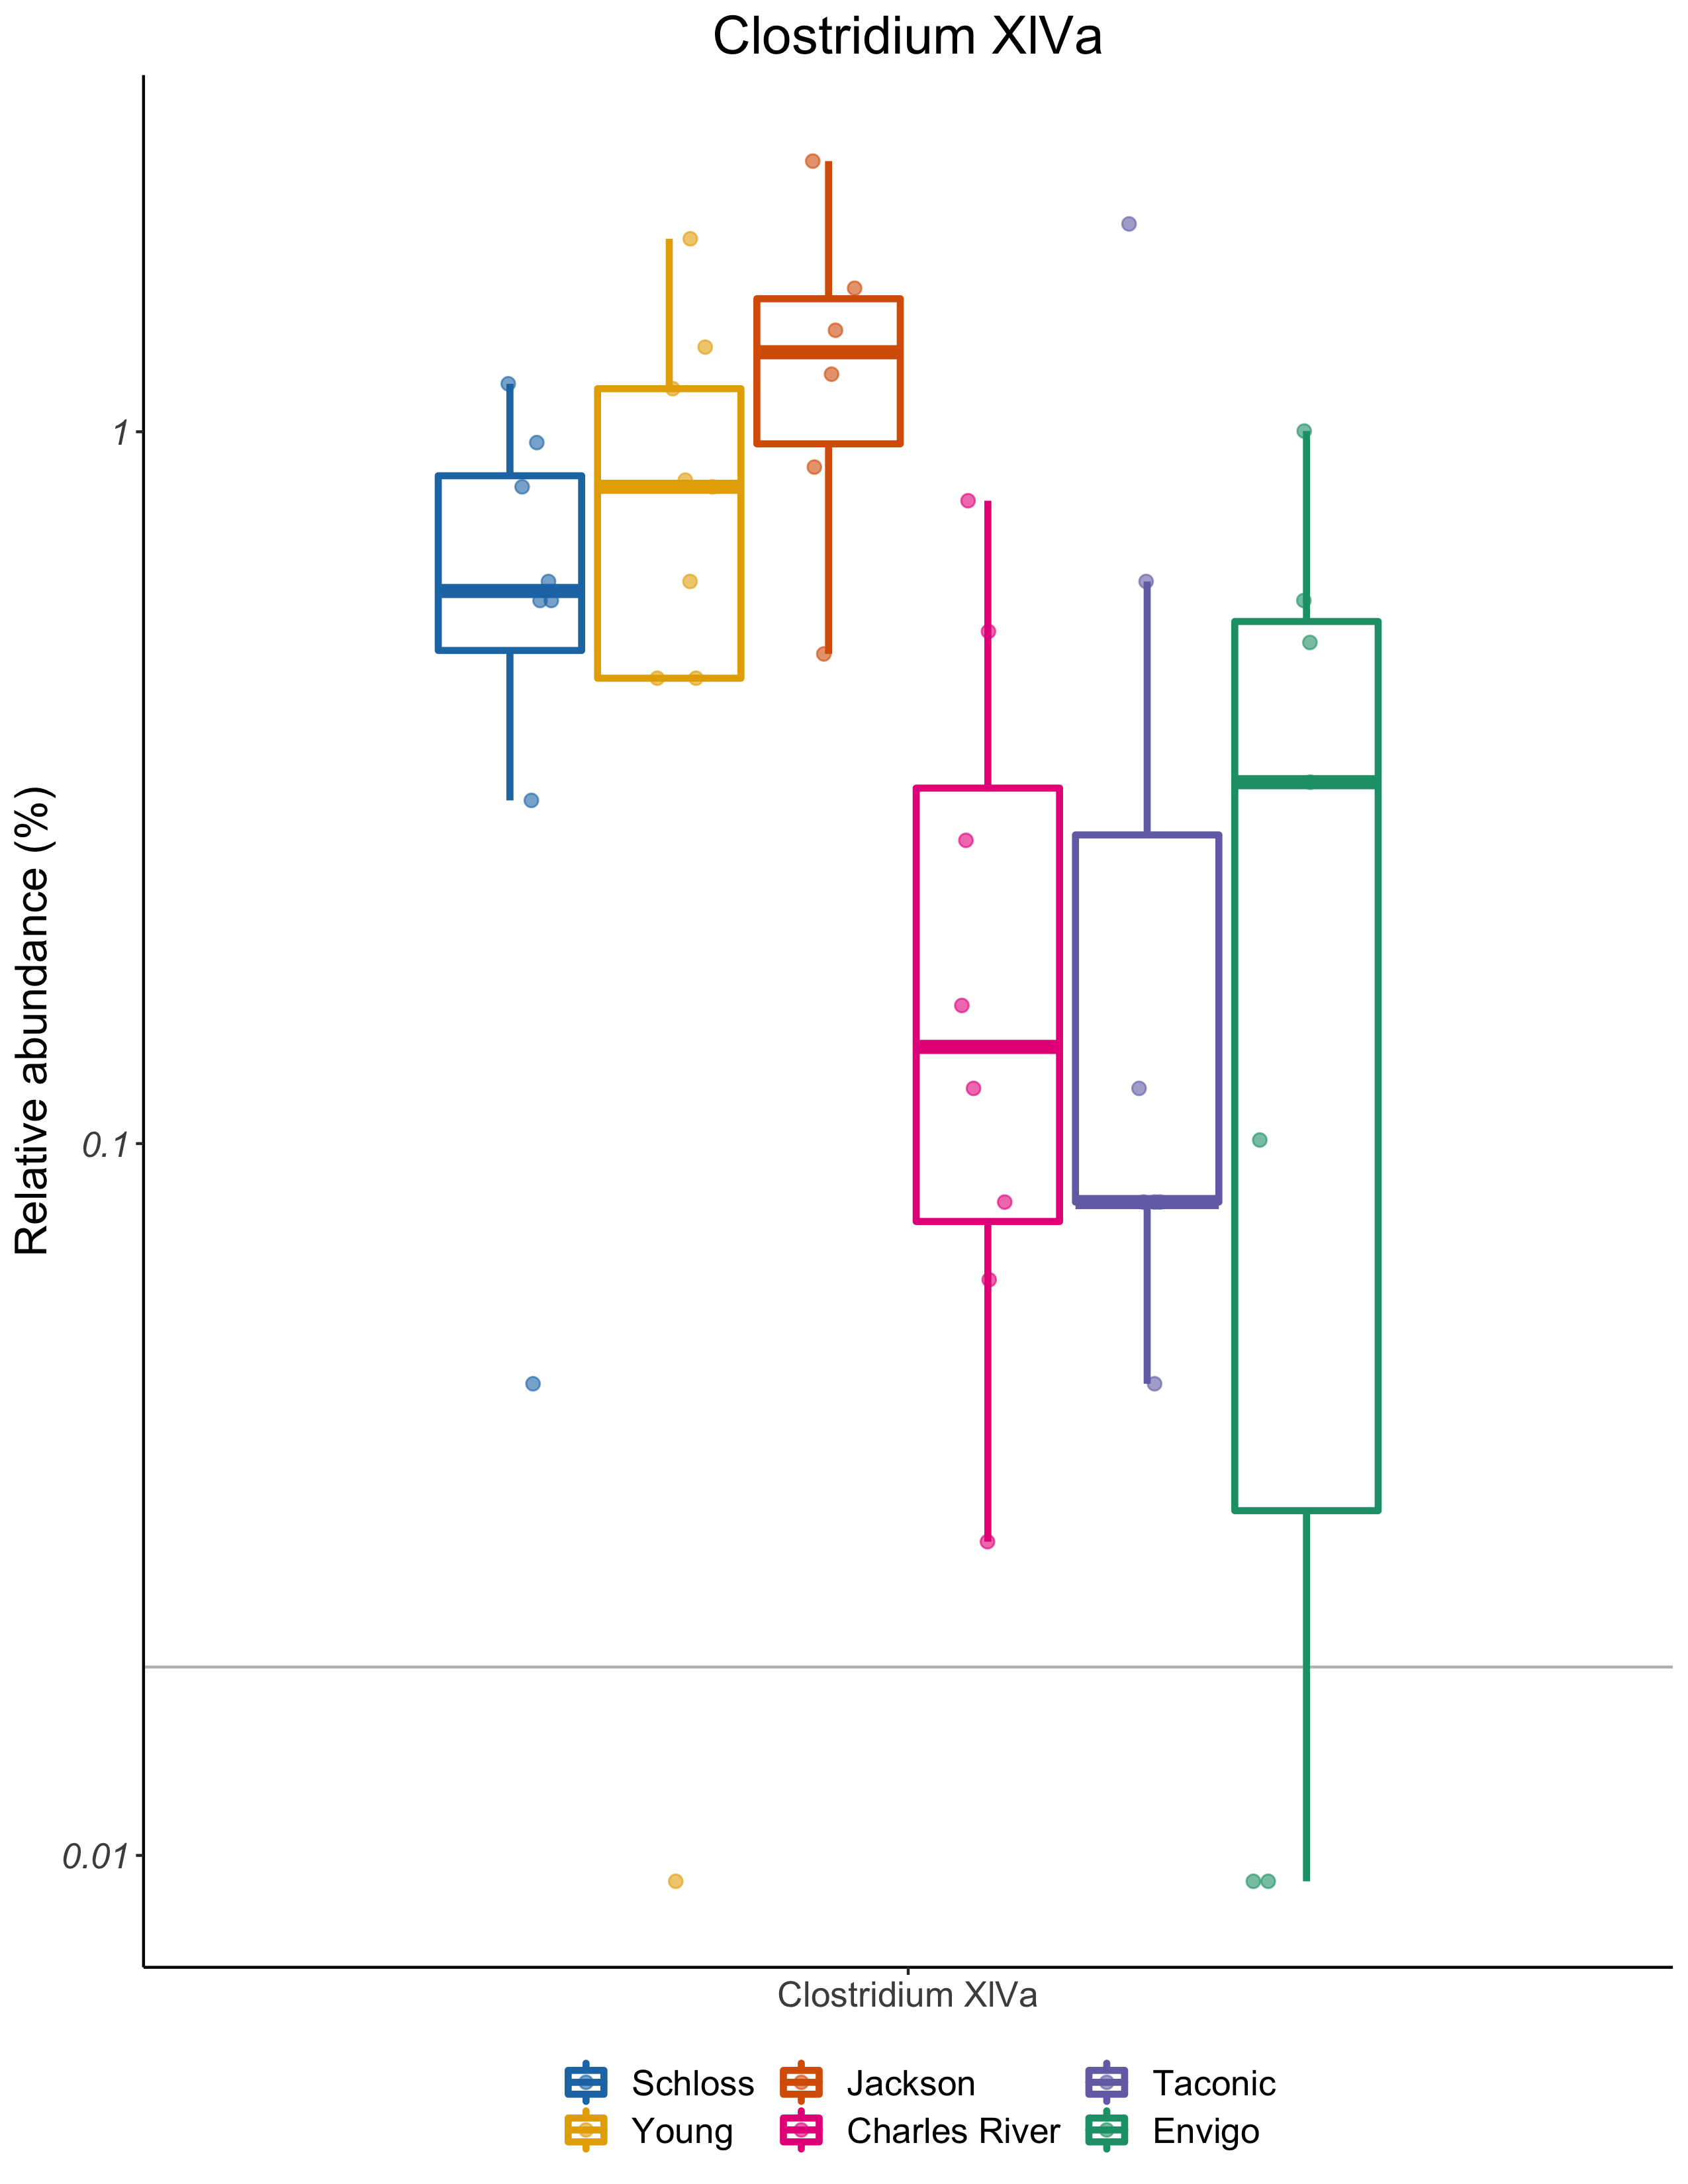 Clostridium XIVa
Relative abundance (%)
1
0.1
0.01
Clostridium XIVa
Schloss
Jackson
Taconic
Young
Charles River
Envigo